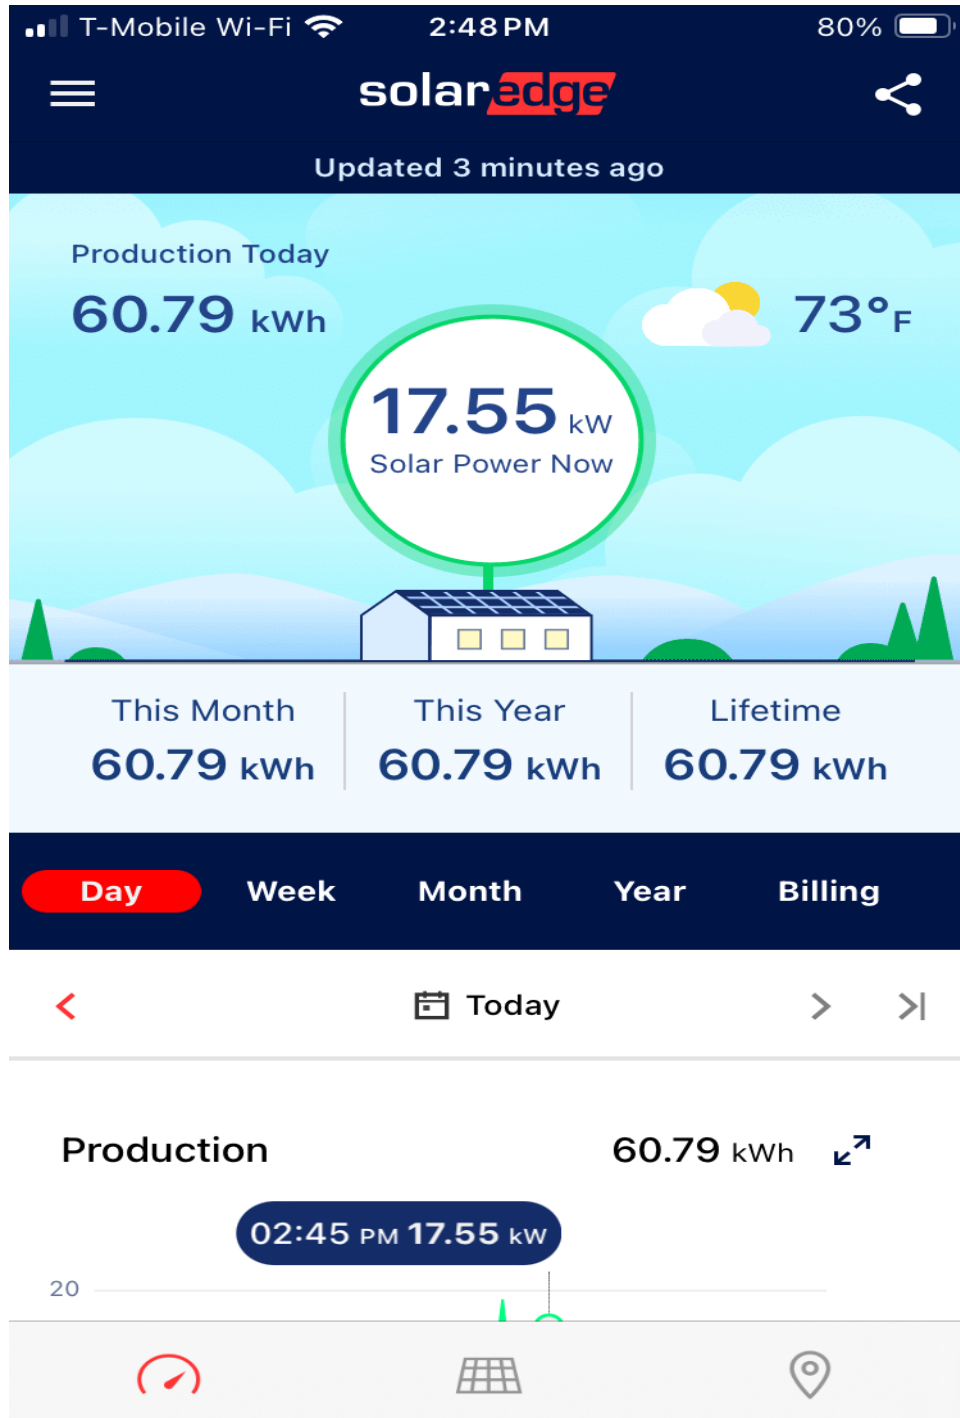 T-Mobile Wi-Fi 2:48 PM 80%
solaredge
Updated 3 minutes ago
Production Today
60.79 kWh
73°F
17.55 kW
Solar Power Now
This Month This Year Lifetime
60.79 kWh 60.79 kWh 60.79 kWh
Day Week Month Year Billing
Today
Production 60.79 kWh
02:45 PM 17.55 kW
20